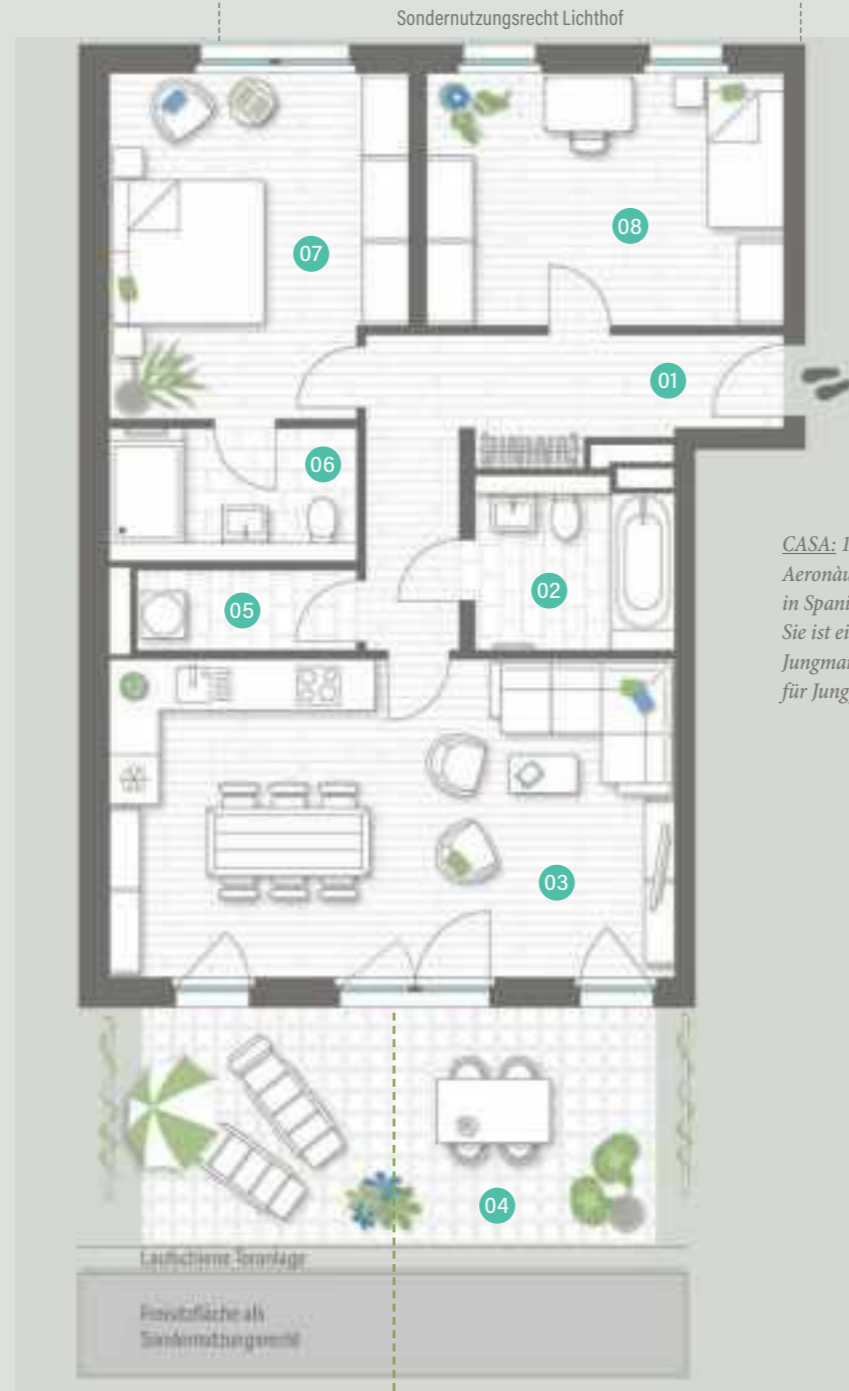 Sondernutzungsrecht Lichthof
07
08
01
06
02
05
CASA:
Aeronàu
in Spani
Sie ist ei
Jungma
für Jung
03
04
Laufschiene Toranlage
Freisitzfläche als
Sondernutzungsrecht